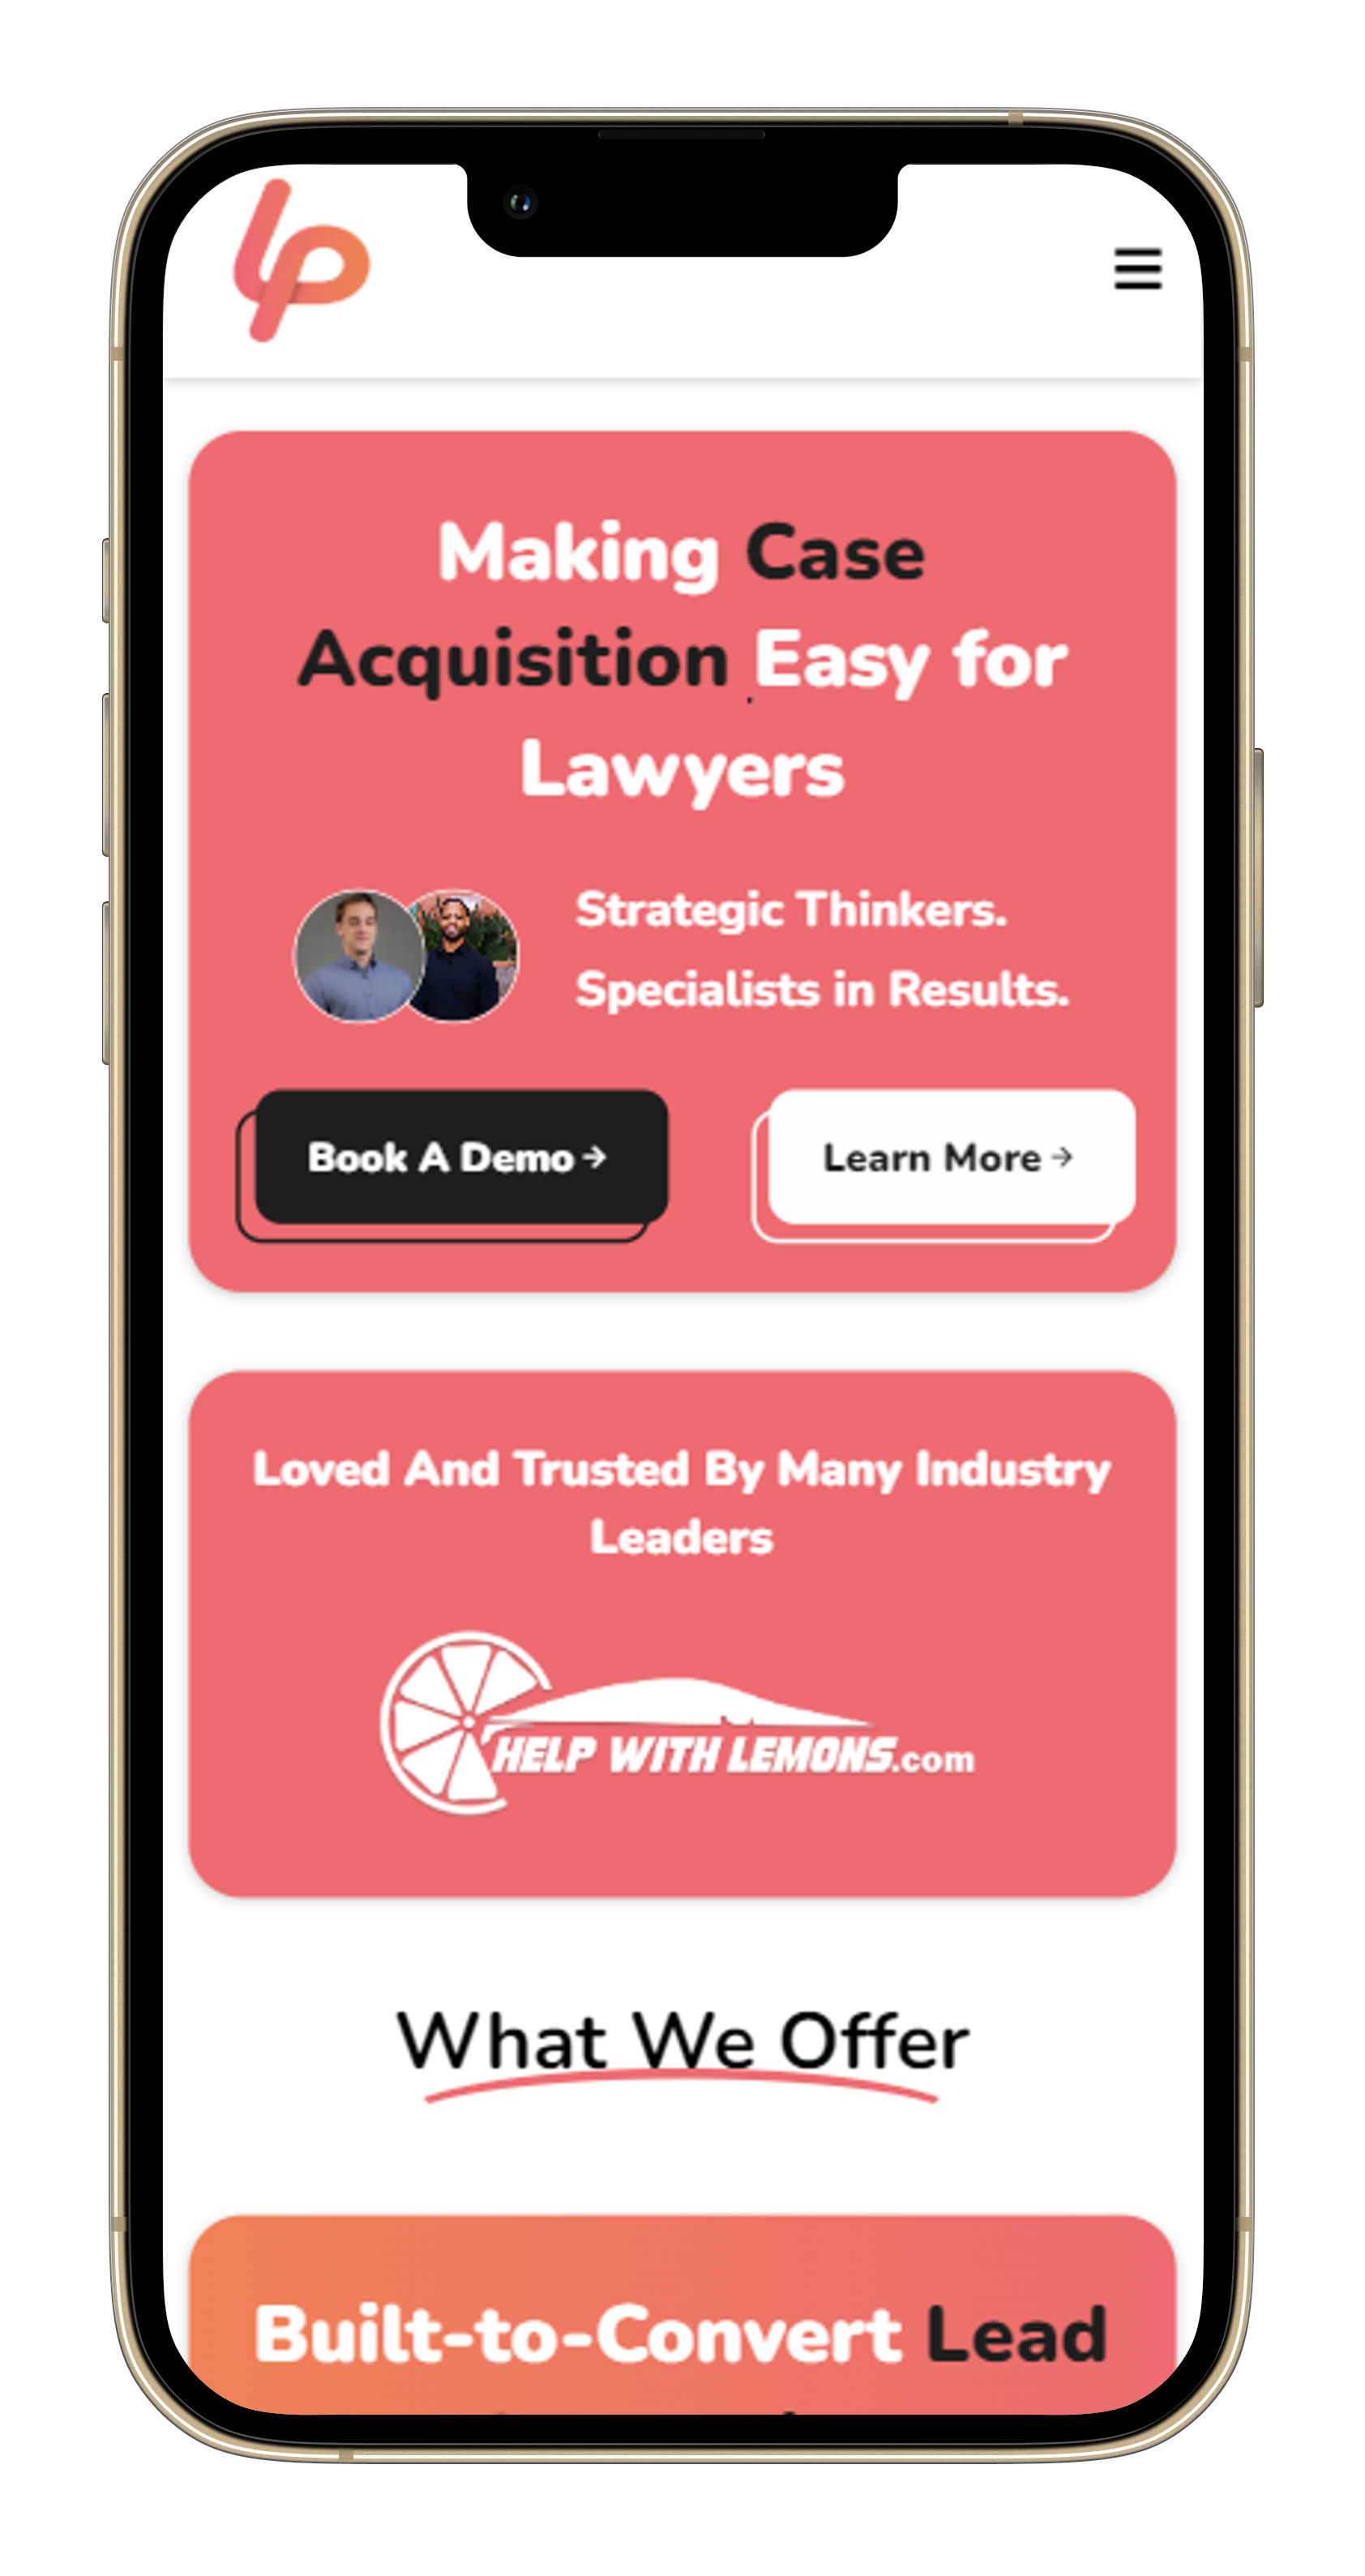 lp
Making Case
Acquisition Easy for
Lawyers
Strategic Thinkers.
Specialists in Results.
Book A Demo →
Learn More →
Loved And Trusted By Many Industry
Leaders
HELP WITH LEMONS.com
What We Offer
Built-to-Convert Lead